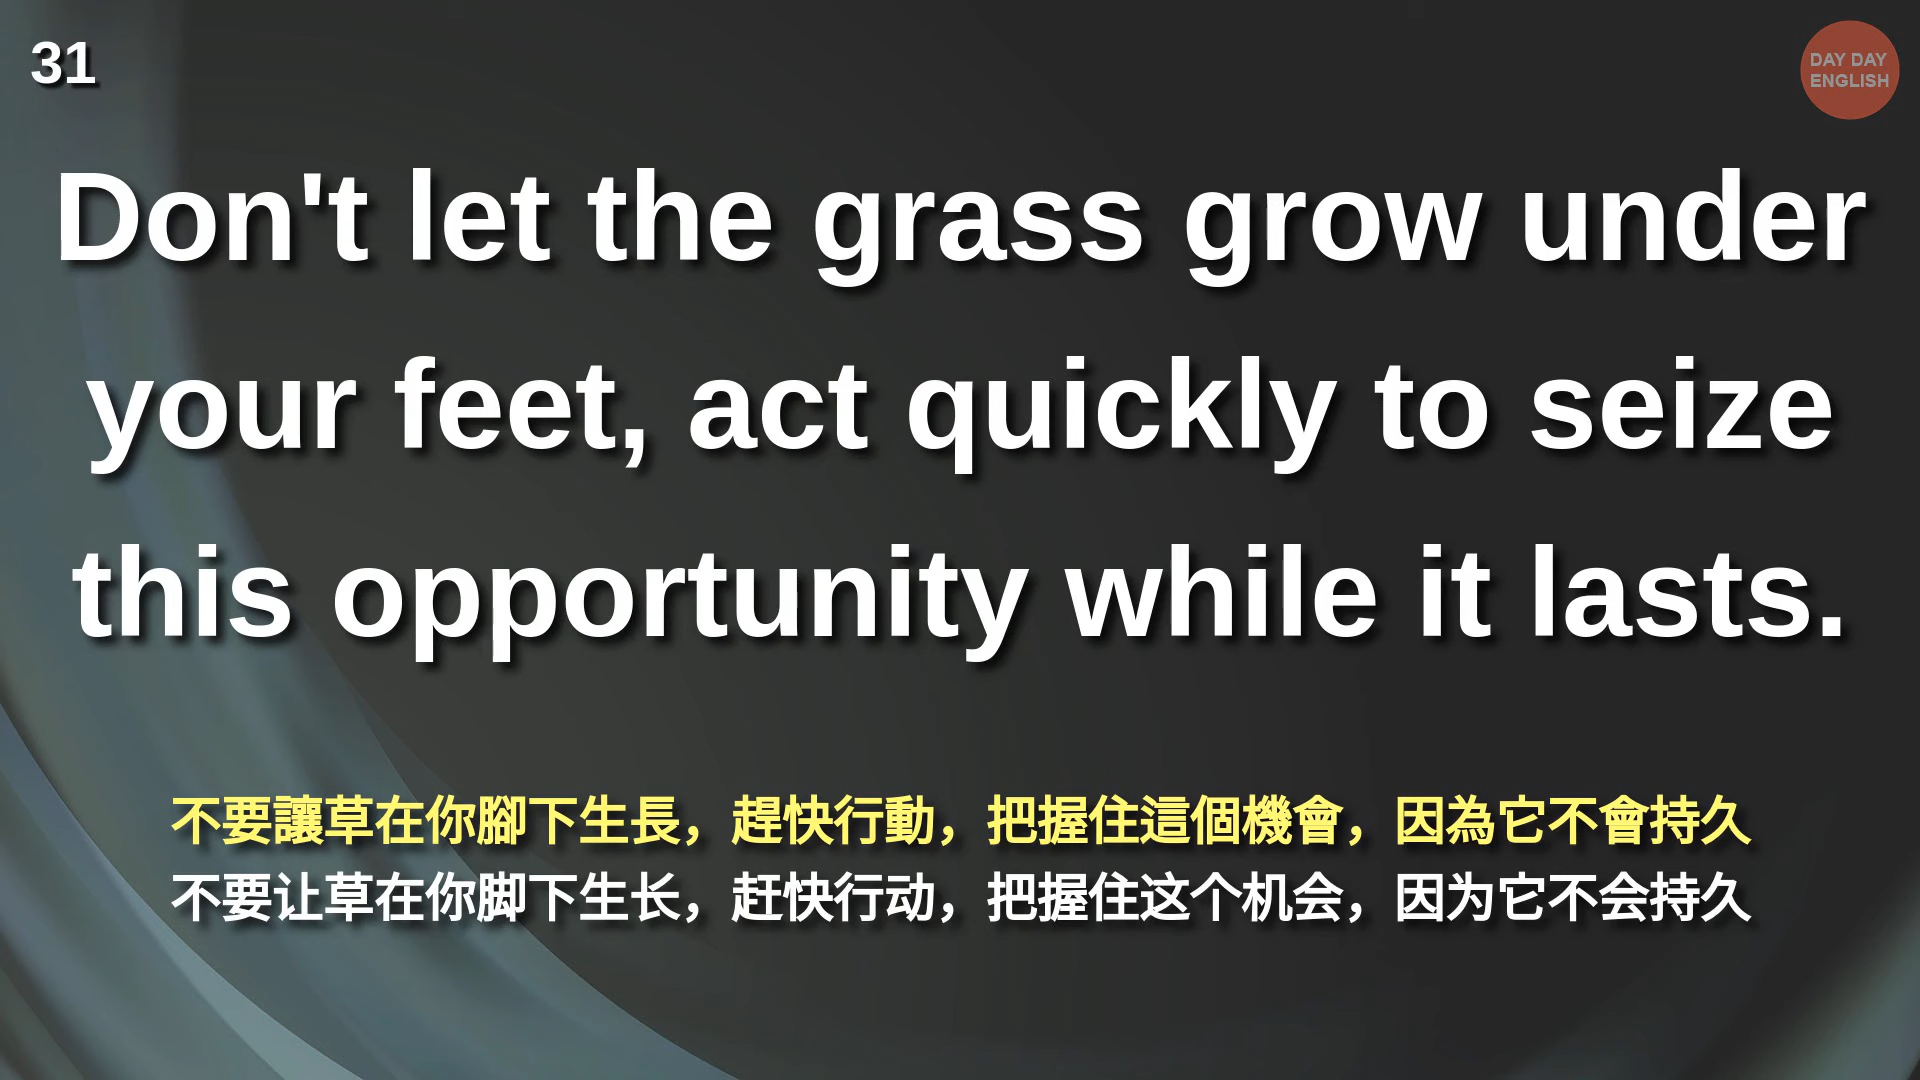 31
DAY DAY
ENGLISH
Don't let the grass grow under
your feet, act quickly to seize
this opportunity while it lasts.
不要讓草在你腳下生長，趕快行動，把握住這個機會，因為它不會持久
不要让草在你脚下生长，赶快行动，把握住这个机会，因为它不会持久